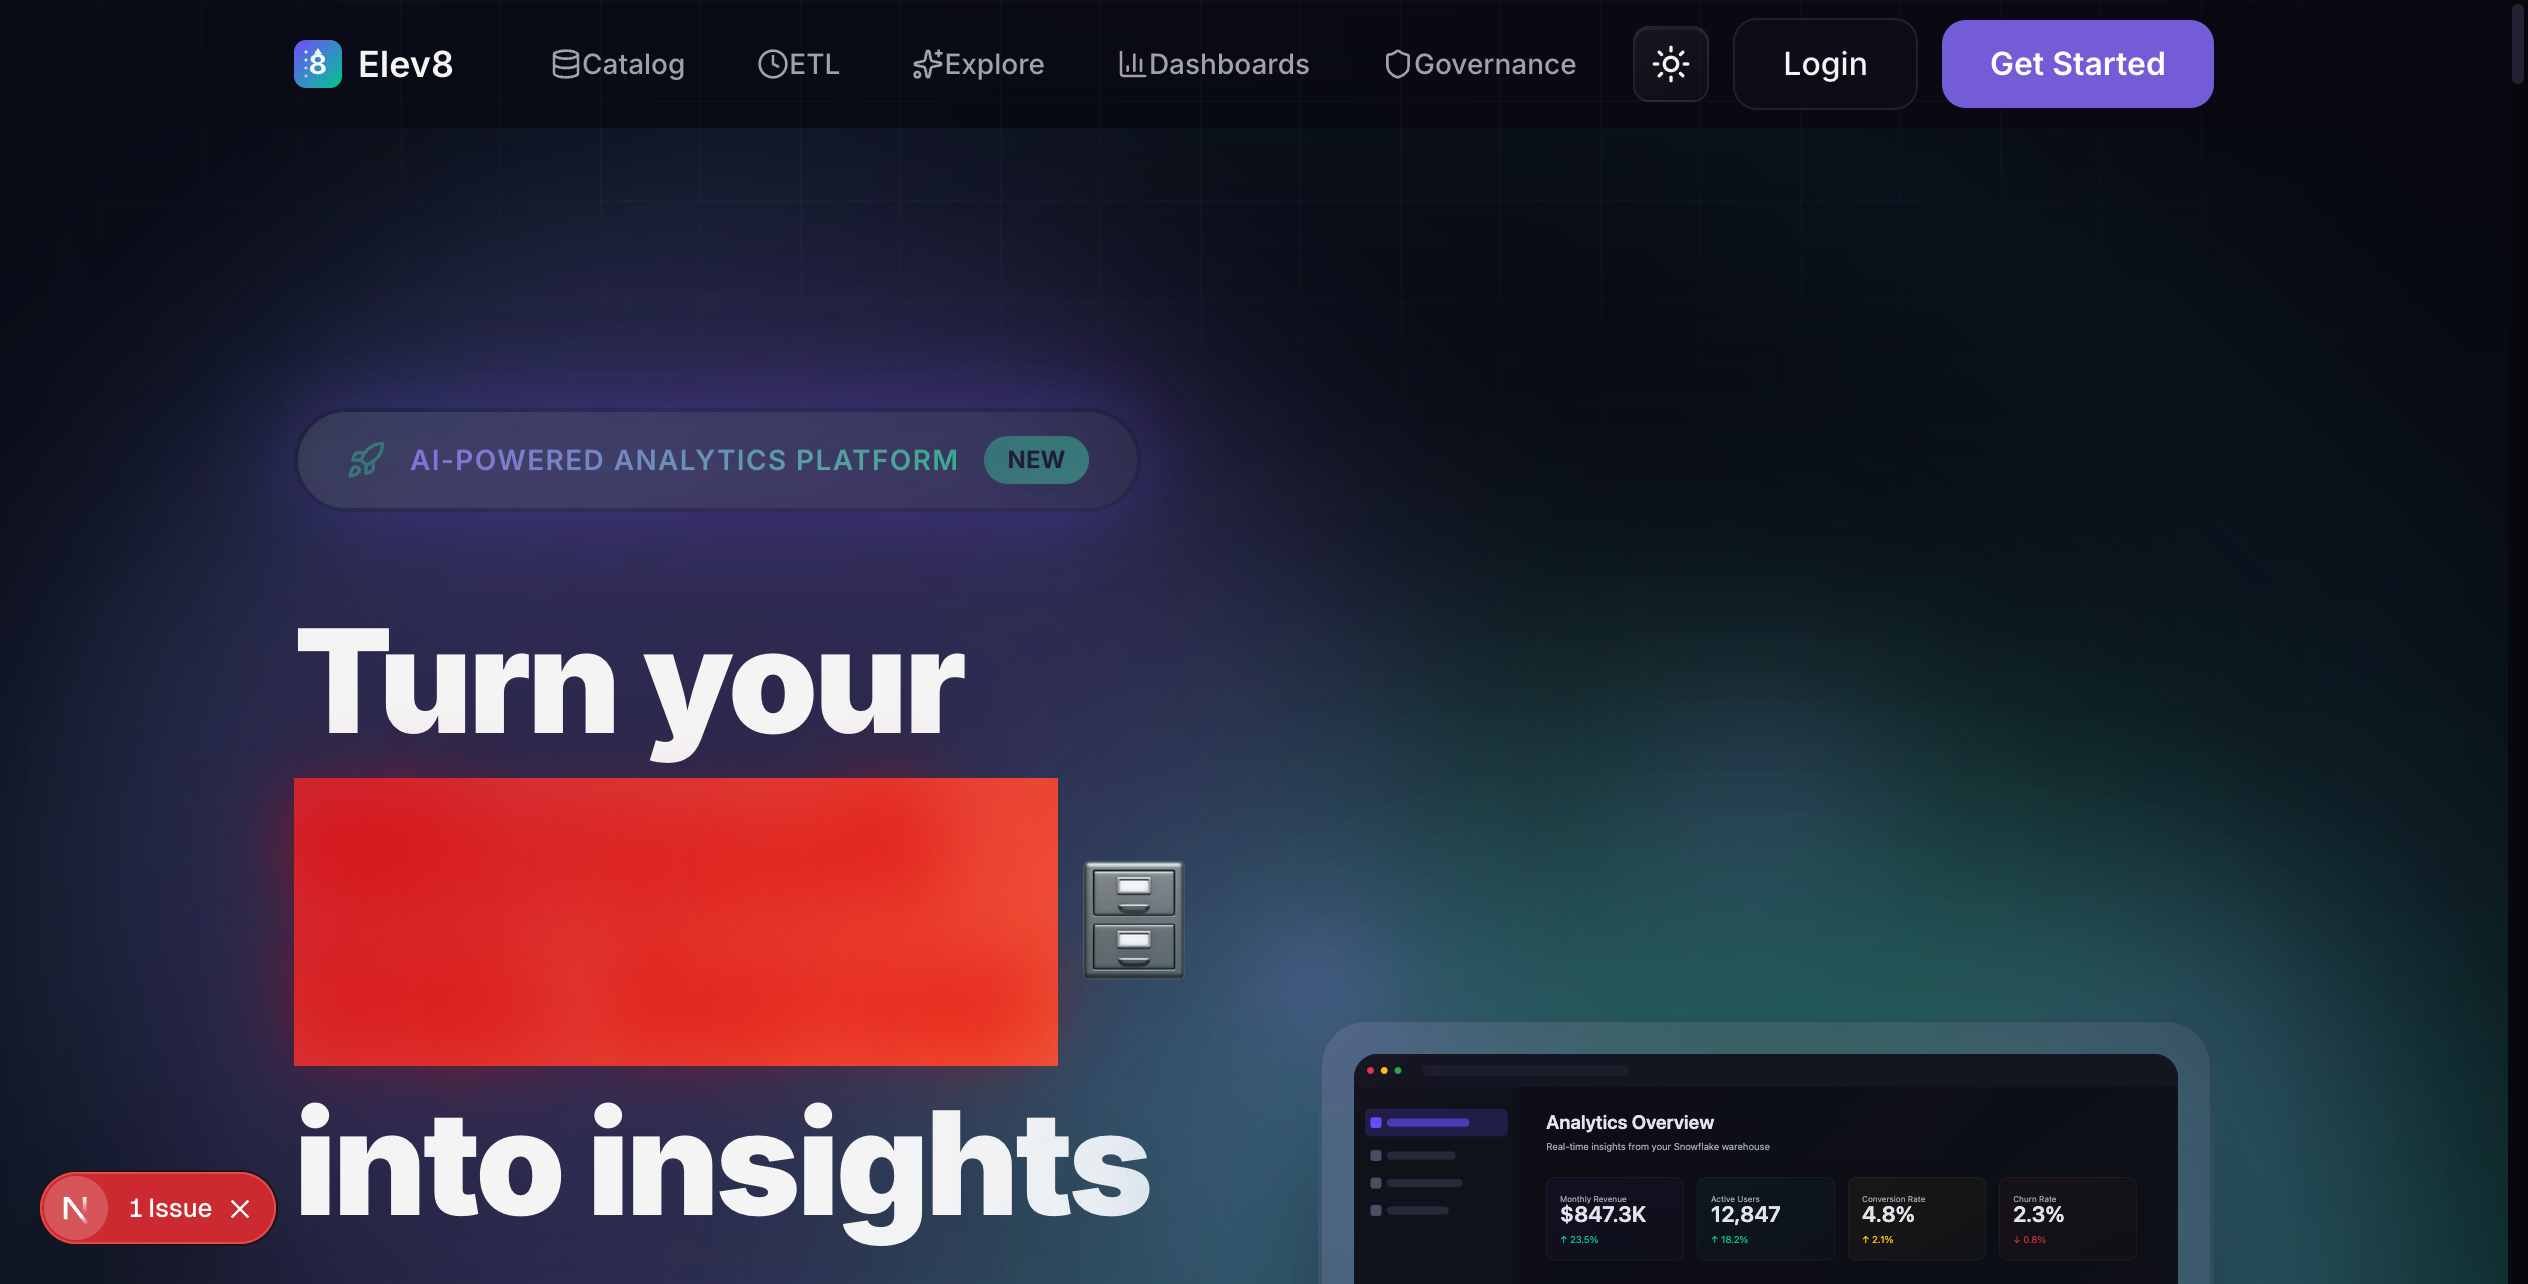 8 Elev8 Catalog ETL Explore Dashboards Governance Login Get Started
AI-POWERED ANALYTICS PLATFORM NEW
Turn your
into insights
N 1 Issue
Analytics Overview
Real-time insights from your Snowflake warehouse
Monthly Revenue Active Users Conversion Rate Churn Rate
$847.3K 12,847 4.8% 2.3%
↑ 23.5% ↑ 18.2% ↑ 2.1% ↓ 0.8%